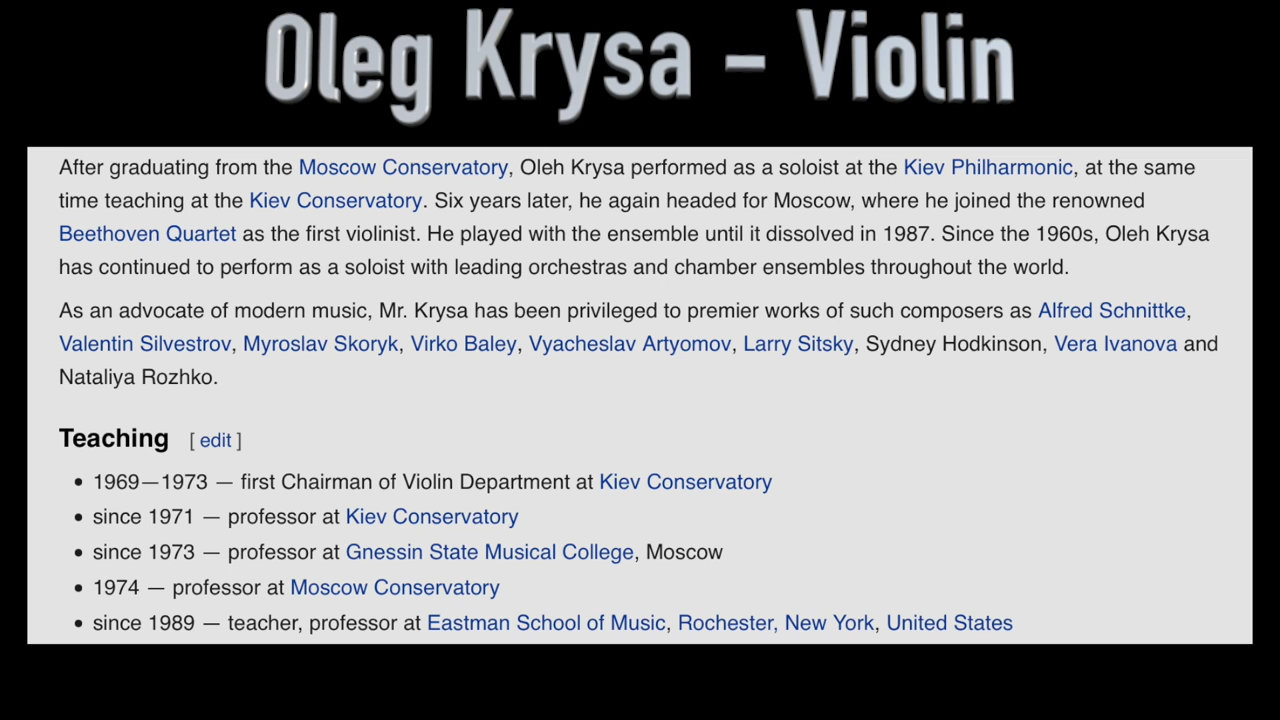 Oleg Krysa – Violin
After graduating from the Moscow Conservatory, Oleh Krysa performed as a soloist at the Kiev Philharmonic, at the same
time teaching at the Kiev Conservatory. Six years later, he again headed for Moscow, where he joined the renowned
Beethoven Quartet as the first violinist. He played with the ensemble until it dissolved in 1987. Since the 1960s, Oleh Krysa
has continued to perform as a soloist with leading orchestras and chamber ensembles throughout the world.
As an advocate of modern music, Mr. Krysa has been privileged to premier works of such composers as Alfred Schnittke,
Valentin Silvestrov, Myroslav Skoryk, Virko Baley, Vyacheslav Artyomov, Larry Sitsky, Sydney Hodkinson, Vera Ivanova and
Nataliya Rozhko.
Teaching [ edit ]
• 1969—1973 — first Chairman of Violin Department at Kiev Conservatory
• since 1971 — professor at Kiev Conservatory
• since 1973 — professor at Gnessin State Musical College, Moscow
• 1974 — professor at Moscow Conservatory
• since 1989 — teacher, professor at Eastman School of Music, Rochester, New York, United States